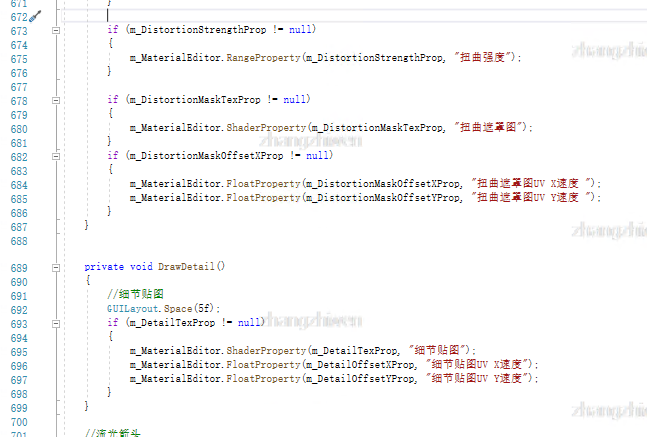 671 }
672
673 if (m_DistortionStrengthProp != null)
674 {
675 m_MaterialEditor.RangeProperty(m_DistortionStrengthProp, "扭曲强度");
676 }
677
678 if (m_DistortionMaskTexProp != null)
679 {
680 m_MaterialEditor.ShaderProperty(m_DistortionMaskTexProp, "扭曲遮罩图");
681 }
682 if (m_DistortionMaskOffsetXProp != null)
683 {
684 m_MaterialEditor.FloatProperty(m_DistortionMaskOffsetXProp, "扭曲遮罩图UV X速度 ");
685 m_MaterialEditor.FloatProperty(m_DistortionMaskOffsetYProp, "扭曲遮罩图UV Y速度 ");
686 }
687 }
688
689 private void DrawDetail()
690 {
691 //细节贴图
692 GUILayout.Space(5f);
693 if (m_DetailTexProp != null)
694 {
695 m_MaterialEditor.ShaderProperty(m_DetailTexProp, "细节贴图");
696 m_MaterialEditor.FloatProperty(m_DetailOffsetXProp, "细节贴图UV X速度");
697 m_MaterialEditor.FloatProperty(m_DetailOffsetYProp, "细节贴图UV Y速度");
698 }
699 }
700
701 //流光箭头
zhangzhiwen
zhangzhiwen